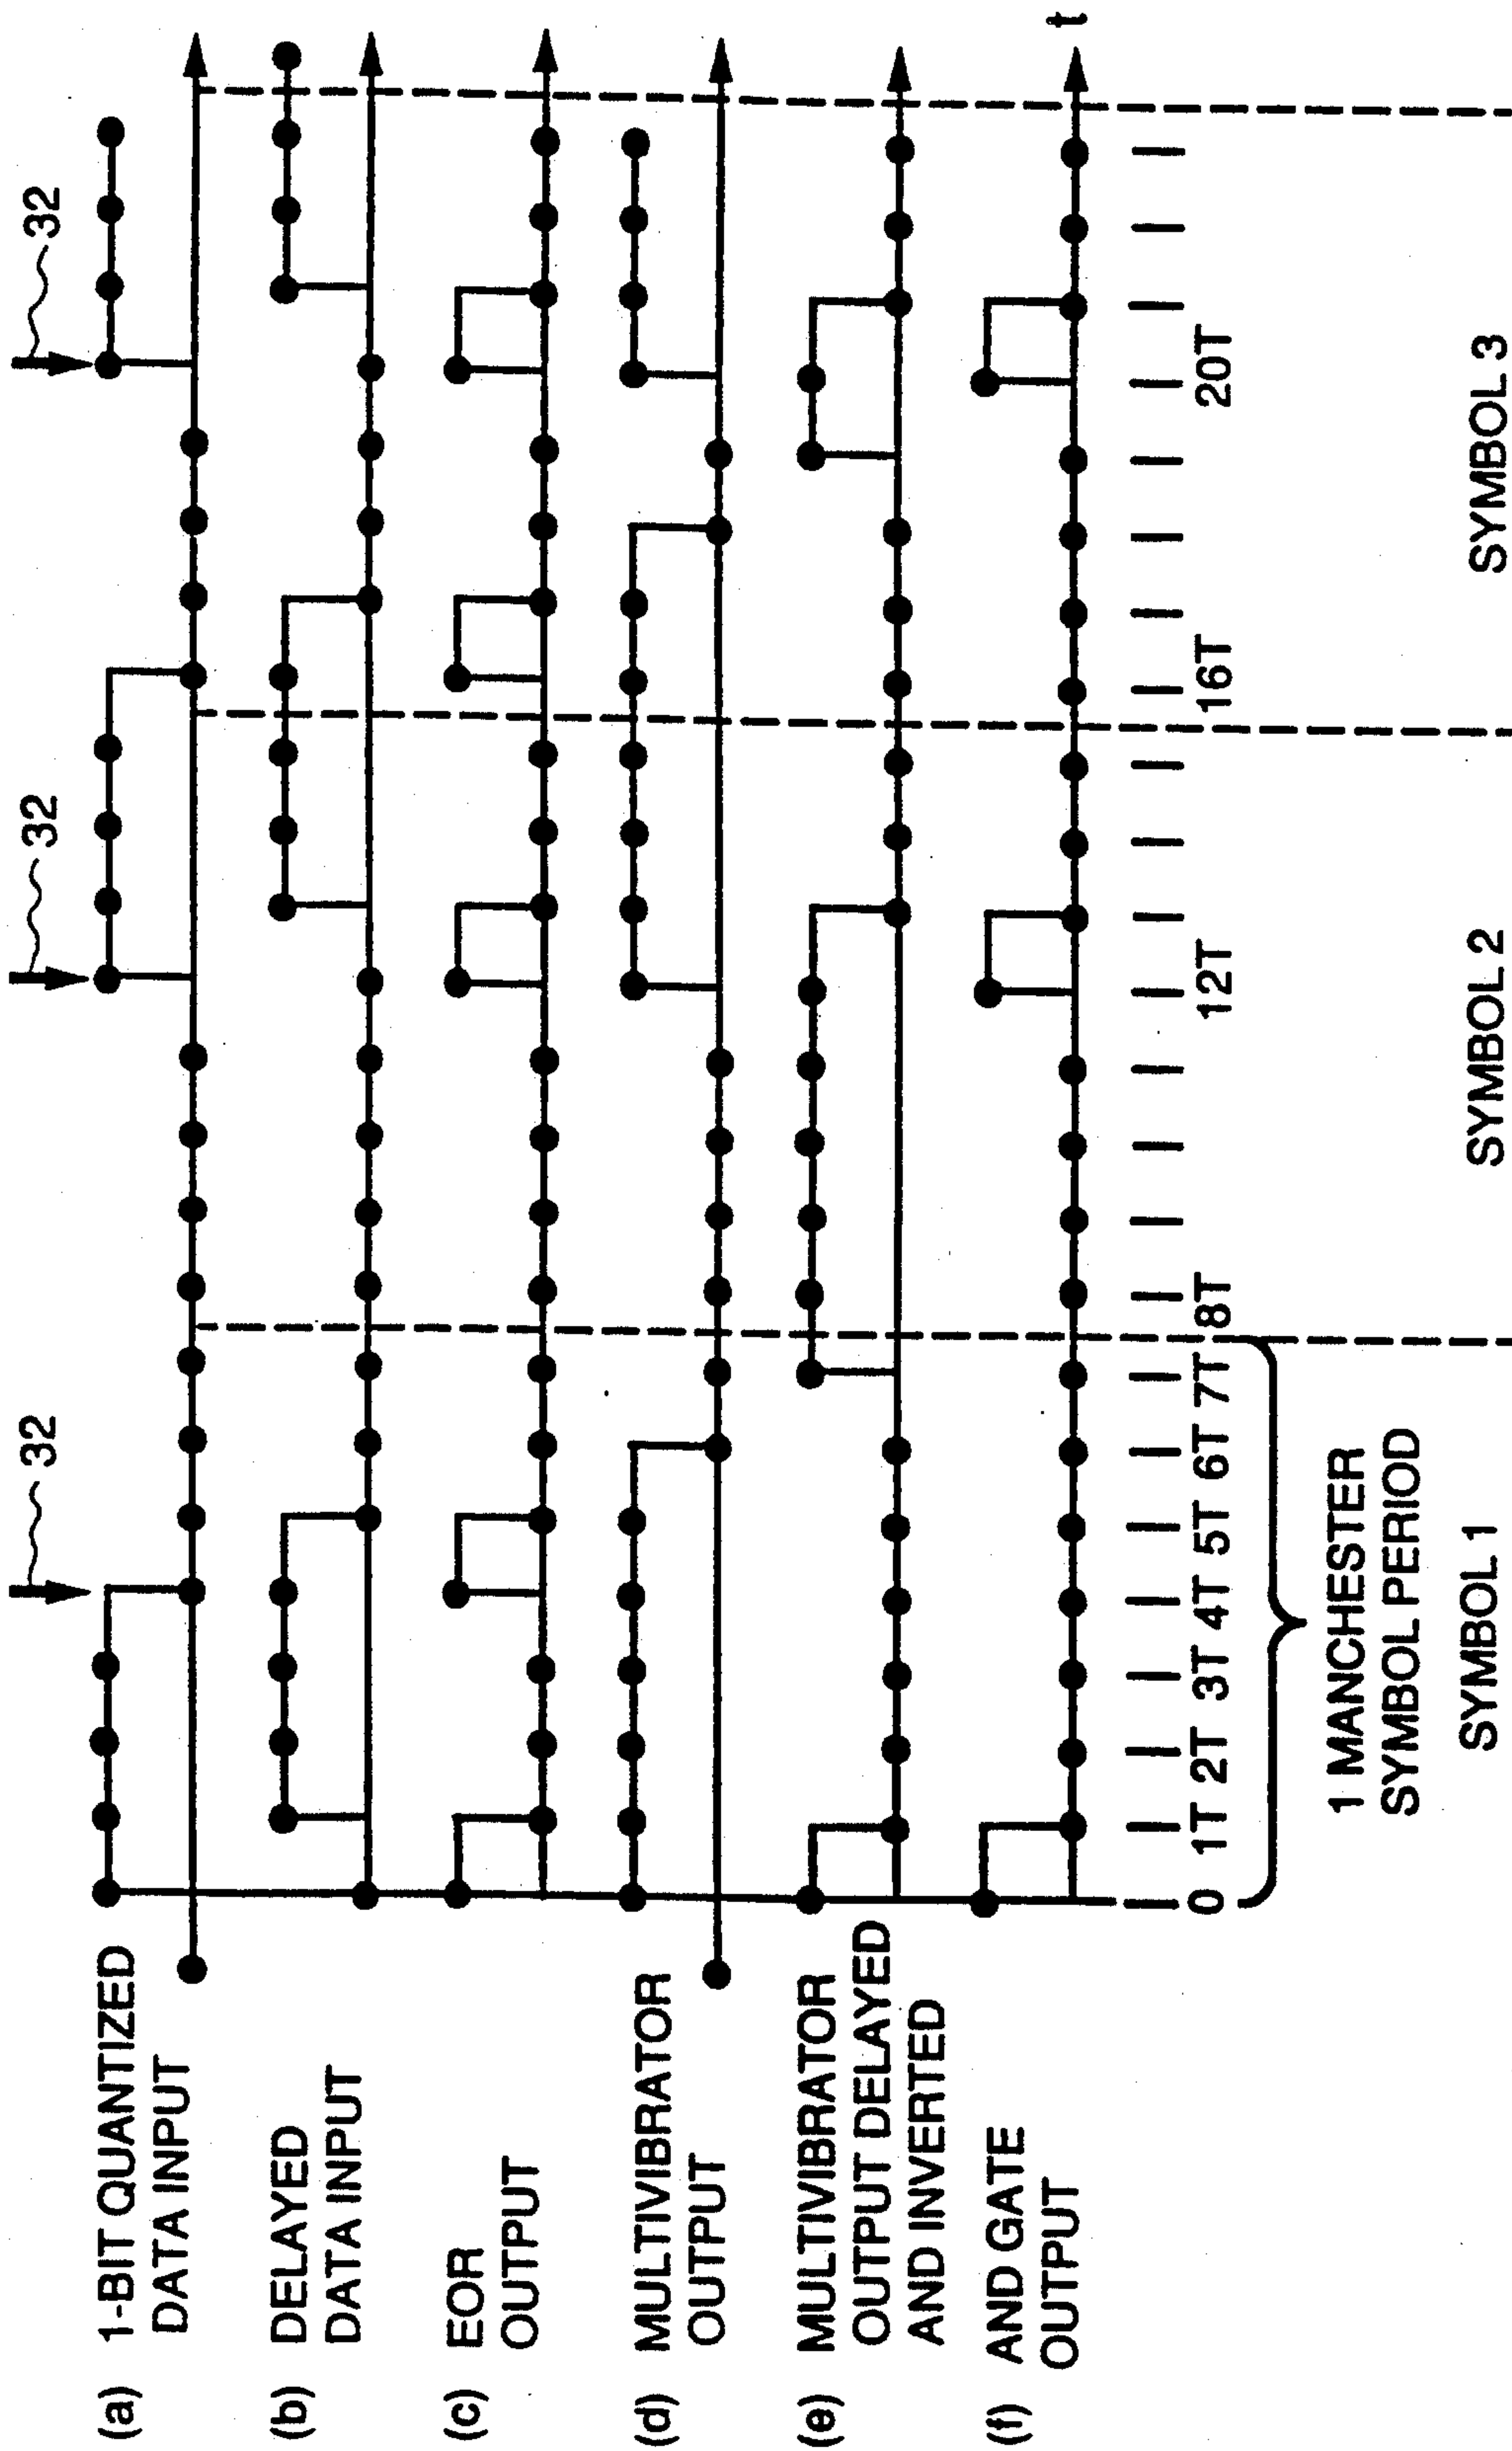 32
32
32
(a) 1-BIT QUANTIZED
DATA INPUT
(b) DELAYED
DATA INPUT
(c) EOR
OUTPUT
(d) MULTIVIBRATOR
OUTPUT
(e) MULTIVIBRATOR
OUTPUT DELAYED
AND INVERTED
(f) AND GATE
OUTPUT
t
0 1T 2T 3T 4T 5T 6T 7T 8T 12T 16T 20T
1 MANCHESTER
SYMBOL PERIOD
SYMBOL 1 SYMBOL 2 SYMBOL 3